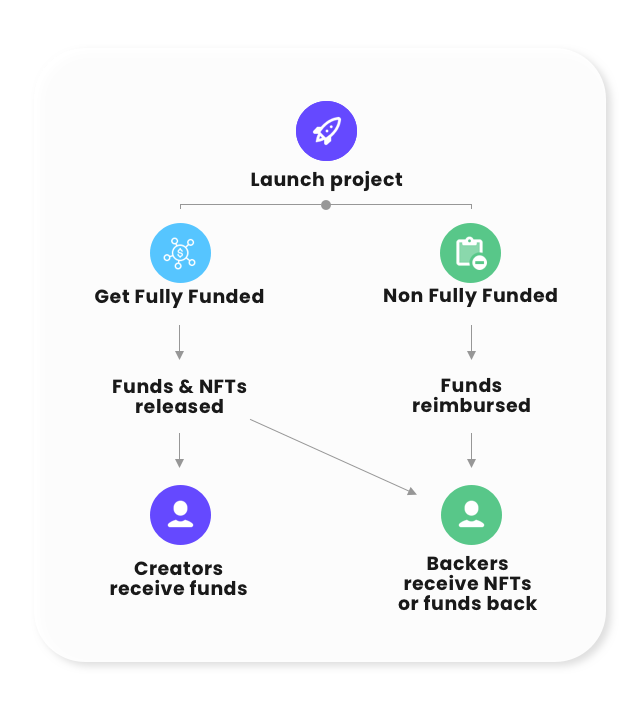 Launch project
Get Fully Funded
Non Fully Funded
Funds & NFTs
released
Funds
reimbursed
Creators
receive funds
Backers
receive NFTs
or funds back